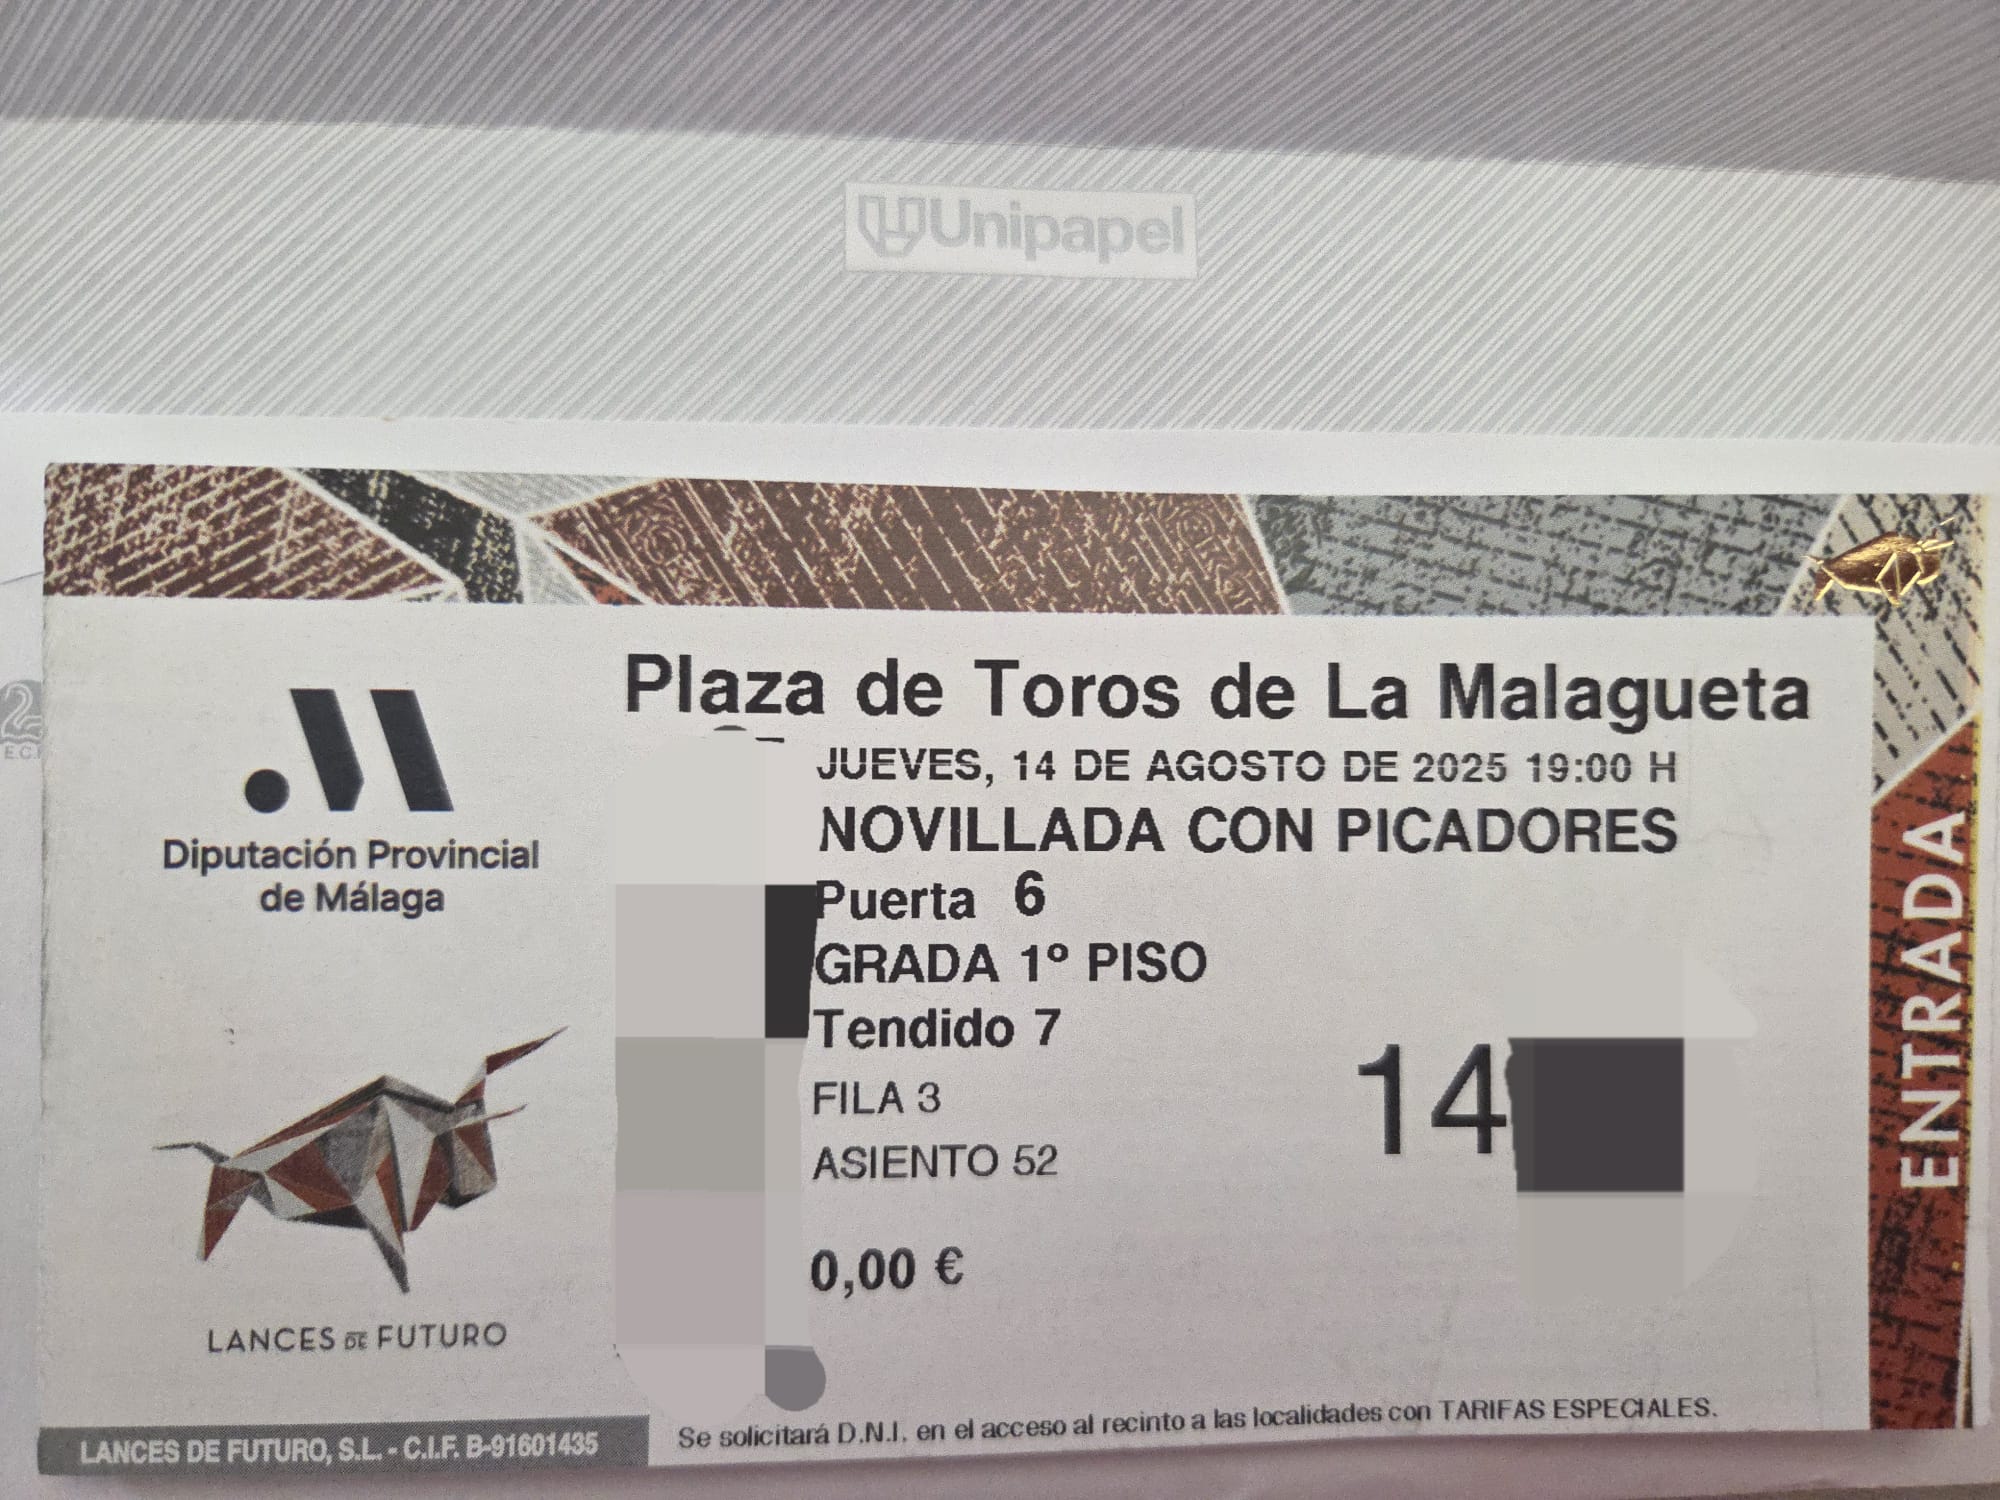 Unipapel
Plaza de Toros de La Malagueta
JUEVES, 14 DE AGOSTO DE 2025 19:00 H
NOVILLADA CON PICADORES
Puerta 6
GRADA 1º PISO
Tendido 7
FILA 3
ASIENTO 52
0,00 €
14
Diputación Provincial
de Málaga
LANCES DE FUTURO
LANCES DE FUTURO, S.L. - C.I.F. B-91601435
Se solicitará D.N.I. en el acceso al recinto a las localidades con TARIFAS ESPECIALES.
ENTRADA